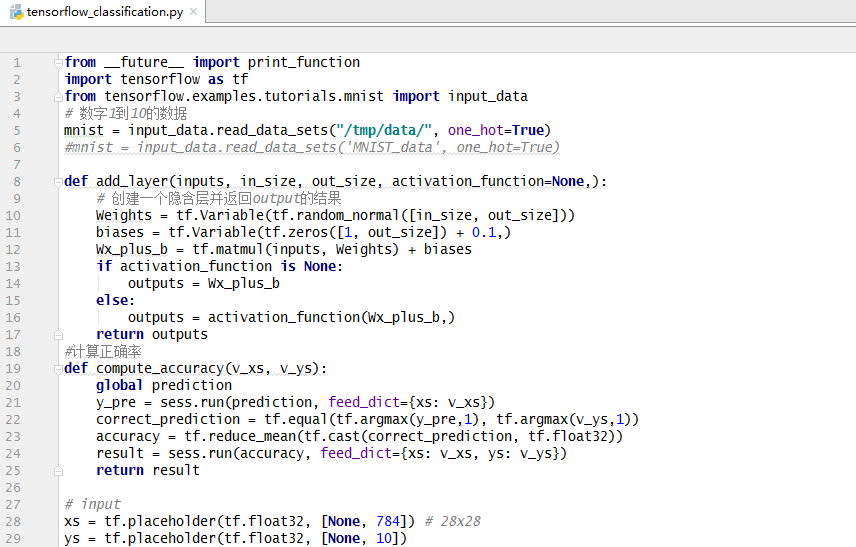 tensorflow_classification.py
1 from __future__ import print_function
2 import tensorflow as tf
3 from tensorflow.examples.tutorials.mnist import input_data
4 # 数字1到10的数据
5 mnist = input_data.read_data_sets("/tmp/data/", one_hot=True)
6 #mnist = input_data.read_data_sets('MNIST_data', one_hot=True)
7
8 def add_layer(inputs, in_size, out_size, activation_function=None,):
9     # 创建一个隐含层并返回output的结果
10     Weights = tf.Variable(tf.random_normal([in_size, out_size]))
11     biases = tf.Variable(tf.zeros([1, out_size]) + 0.1,)
12     Wx_plus_b = tf.matmul(inputs, Weights) + biases
13     if activation_function is None:
14         outputs = Wx_plus_b
15     else:
16         outputs = activation_function(Wx_plus_b,)
17     return outputs
18 #计算正确率
19 def compute_accuracy(v_xs, v_ys):
20     global prediction
21     y_pre = sess.run(prediction, feed_dict={xs: v_xs})
22     correct_prediction = tf.equal(tf.argmax(y_pre,1), tf.argmax(v_ys,1))
23     accuracy = tf.reduce_mean(tf.cast(correct_prediction, tf.float32))
24     result = sess.run(accuracy, feed_dict={xs: v_xs, ys: v_ys})
25     return result
26
27 # input
28 xs = tf.placeholder(tf.float32, [None, 784]) # 28x28
29 ys = tf.placeholder(tf.float32, [None, 10])